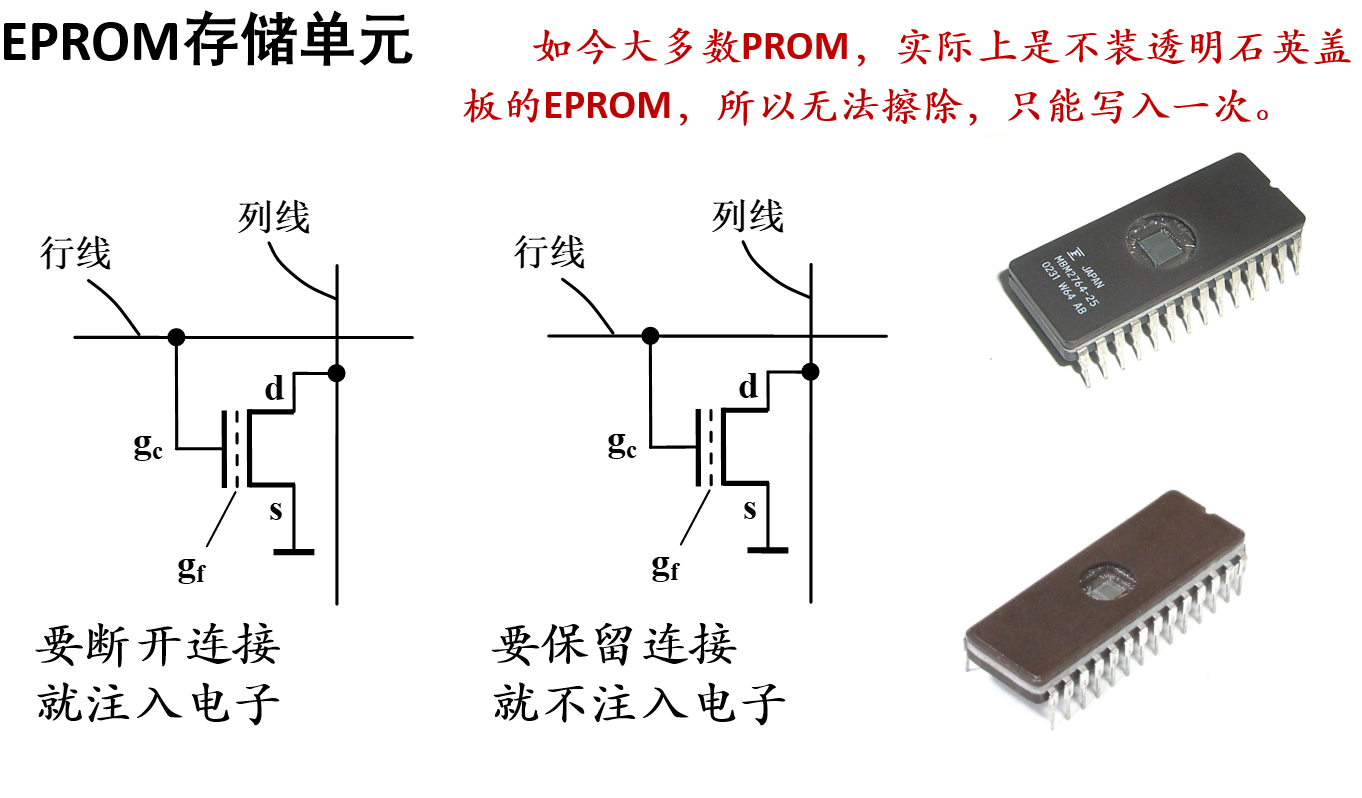 EPROM存储单元
如今大多数PROM，实际上是不装透明石英盖
板的EPROM，所以无法擦除，只能写入一次。
行线
列线
d
gc
s
gf
要断开连接
就注入电子
行线
列线
d
gc
s
gf
要保留连接
就不注入电子
JAPAN
MBM2764-25
0231 W64 AB